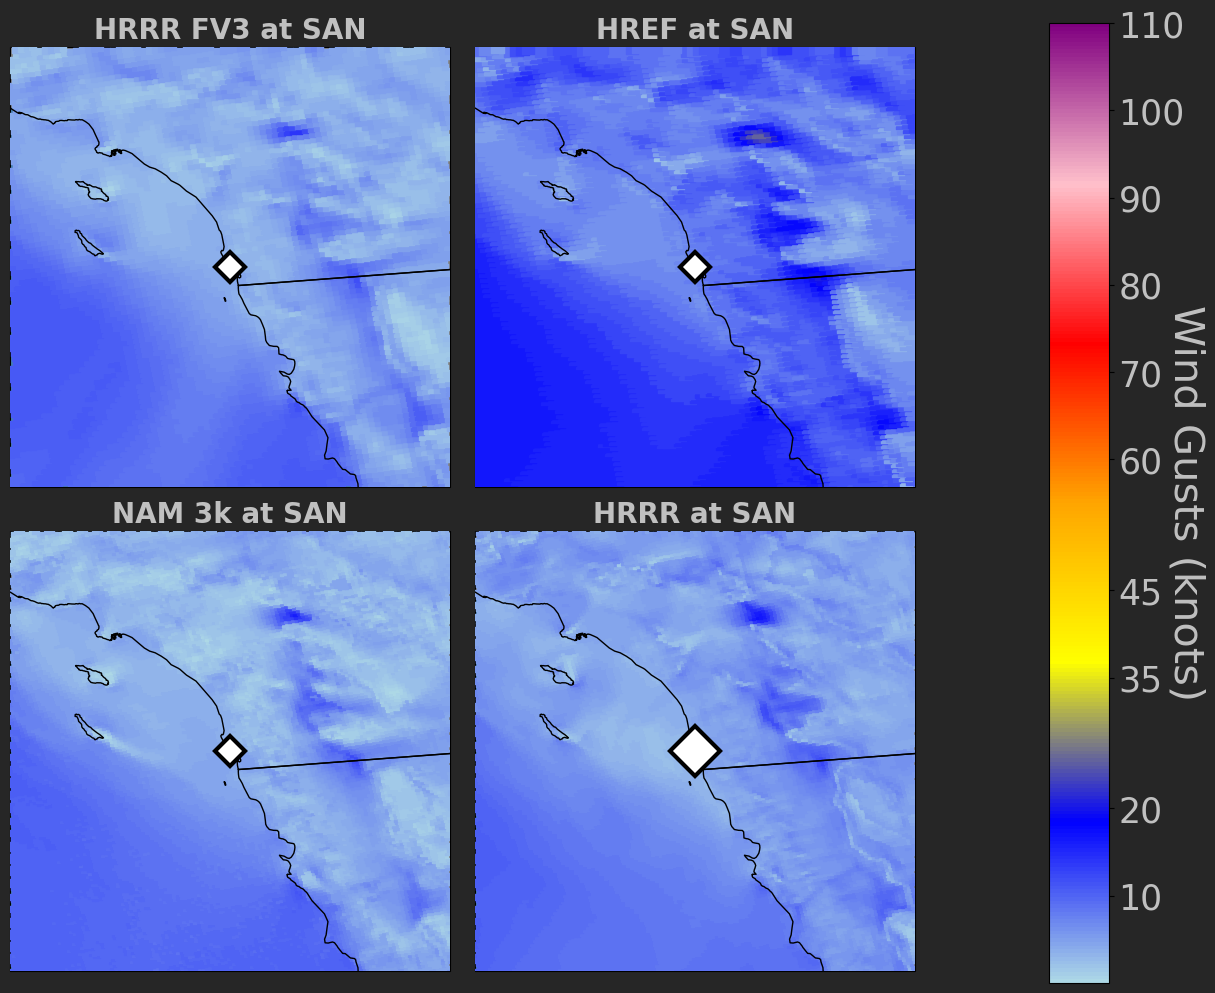 HRRR FV3 at SAN
HREF at SAN
NAM 3k at SAN
HRRR at SAN
110
100
90
80
70
60
45
35
20
10
Wind Gusts (knots)